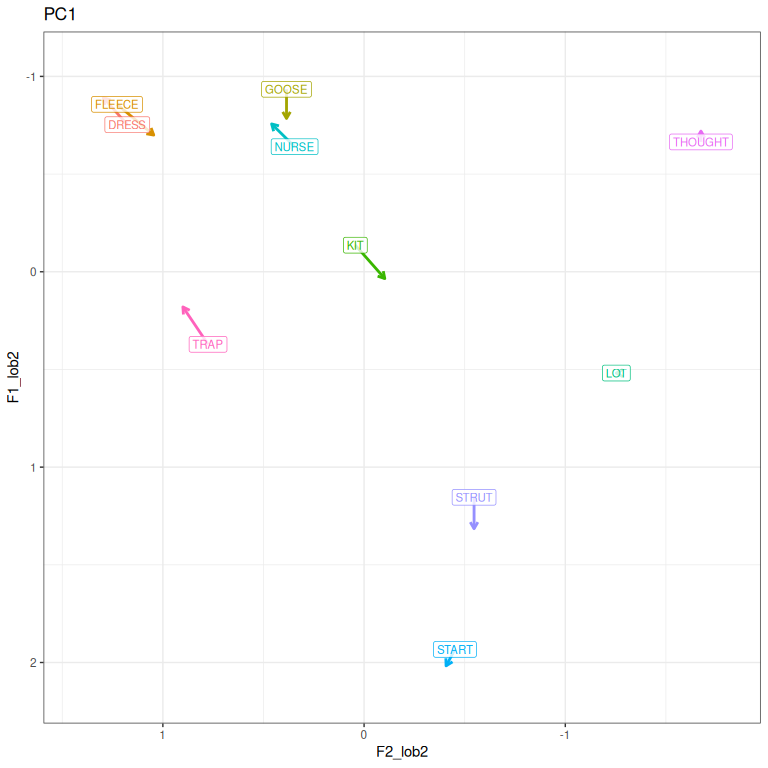 PC1
-1
GOOSE
FLEECE
DRESS
NURSE
THOUGHT
KIT
0
TRAP
LOT
F1_lob2
1
STRUT
START
2
1
0
-1
F2_lob2